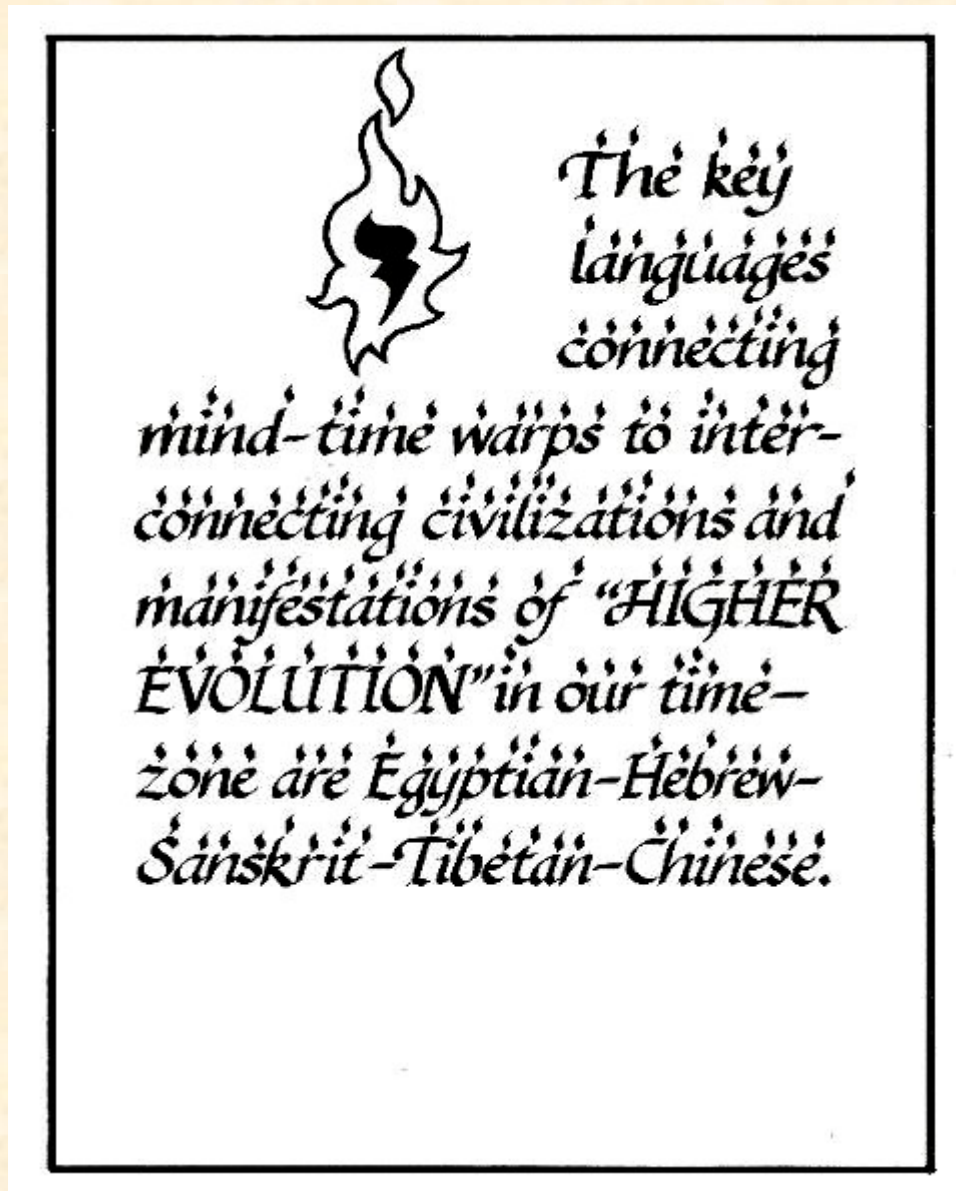 The key
languages
connecting
mind-time warps to inter-
connecting civilizations and
manifestations of "HIGHER
EVOLUTION" in our time-
zone are Egyptian-Hebrew-
Sanskrit-Tibetan-Chinese.